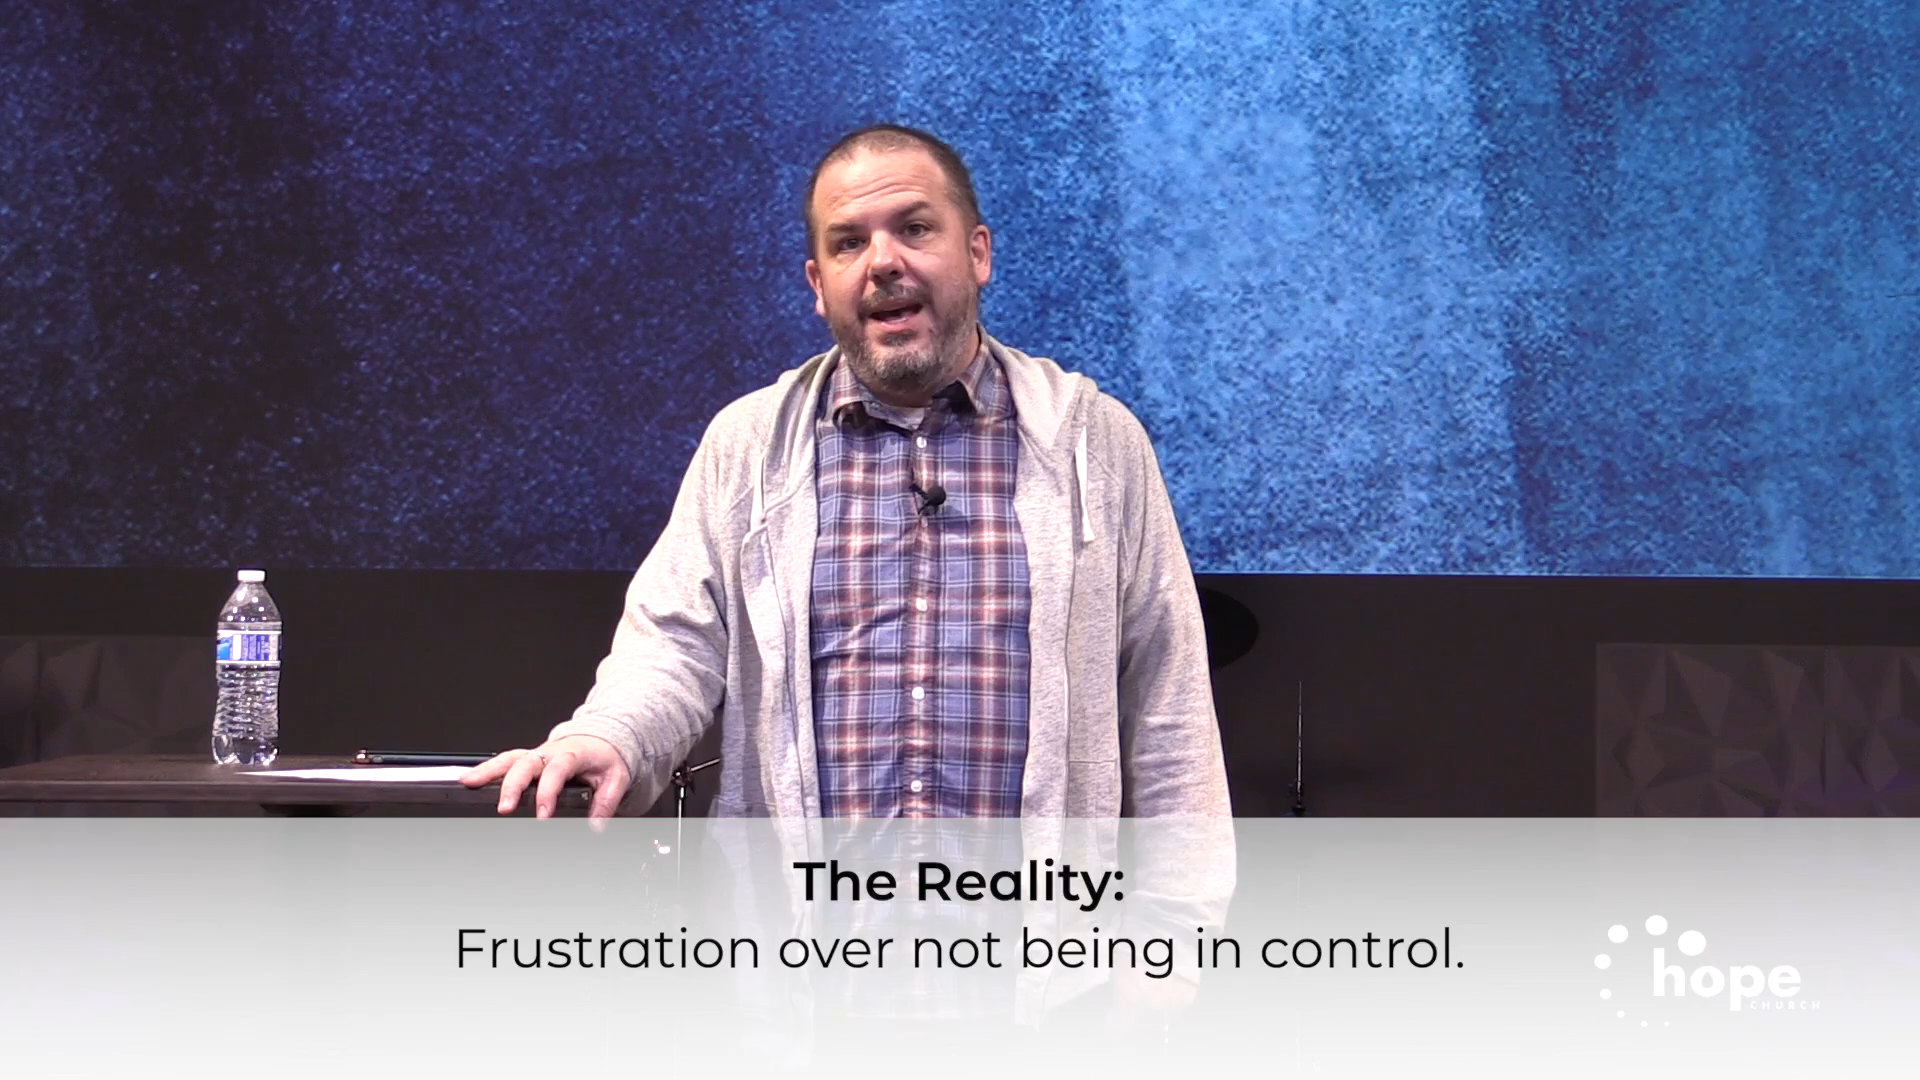 The Reality:
Frustration over not being in control.
hope
CHURCH